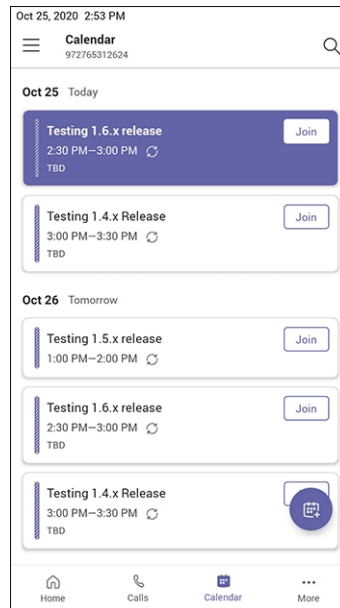 Oct 25, 2020 2:53 PM
Calendar
972765312624
Oct 25 Today
Testing 1.6.x release
Join
2:30 PM—3:00 PM
TBD
Testing 1.4.x Release
Join
3:00 PM—3:30 PM
TBD
Oct 26 Tomorrow
Testing 1.5.x release
Join
1:00 PM—2:00 PM
Testing 1.6.x release
Join
2:30 PM—3:00 PM
TBD
Testing 1.4.x Release
3:00 PM—3:30 PM
TBD
Home
Calls
Calendar
More